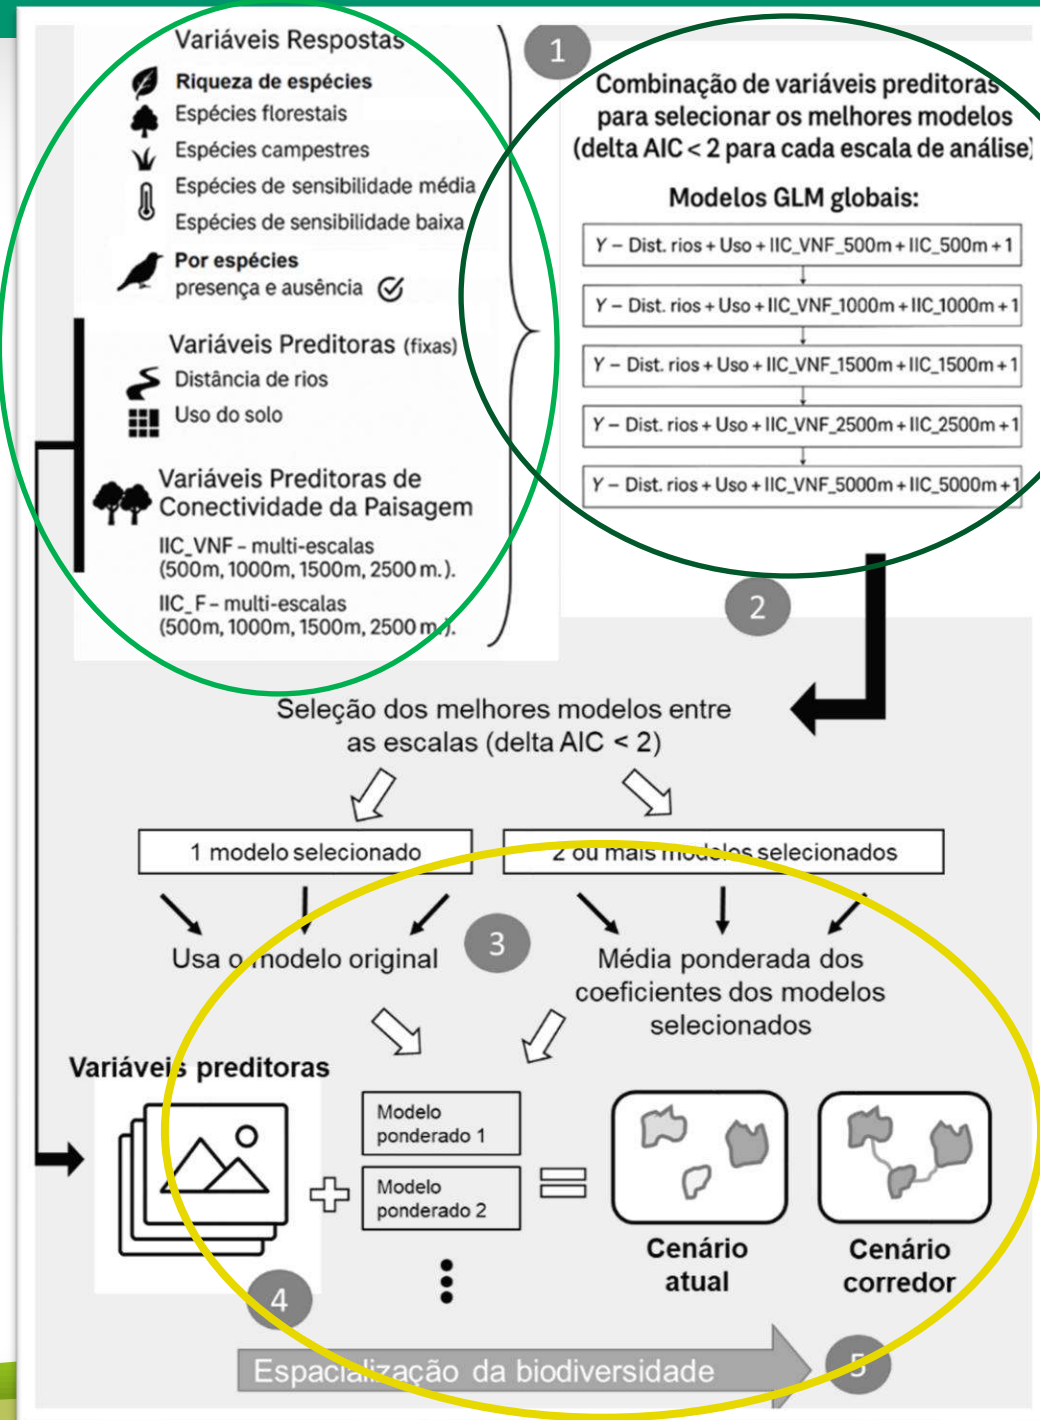 Variáveis Respostas
Riqueza de espécies
Espécies florestais
Espécies campestres
Espécies de sensibilidade média
Espécies de sensibilidade baixa
Por espécies
presença e ausência
Variáveis Preditoras (fixas)
Distância de rios
Uso do solo
Variáveis Preditoras de
Conectividade da Paisagem
IIC_VNF – multi-escalas
(500m, 1000m, 1500m, 2500 m.).
IIC_F – multi-escalas
(500m, 1000m, 1500m, 2500 m.).
1
Combinação de variáveis preditoras
para selecionar os melhores modelos
(delta AIC < 2 para cada escala de análise)
Modelos GLM globais:
Y – Dist. rios + Uso + IIC_VNF_500m + IIC_500m + 1
Y – Dist. rios + Uso + IIC_VNF_1000m + IIC_1000m + 1
Y – Dist. rios + Uso + IIC_VNF_1500m + IIC_1500m + 1
Y – Dist. rios + Uso + IIC_VNF_2500m + IIC_2500m + 1
Y – Dist. rios + Uso + IIC_VNF_5000m + IIC_5000m + 1
2
Seleção dos melhores modelos entre
as escalas (delta AIC < 2)
1 modelo selecionado
2 ou mais modelos selecionados
3
Usa o modelo original
Média ponderada dos
coeficientes dos modelos
selecionados
Variáveis preditoras
Modelo
ponderado 1
Modelo
ponderado 2
Cenário
atual
Cenário
corredor
4
Espacialização da biodiversidade
5